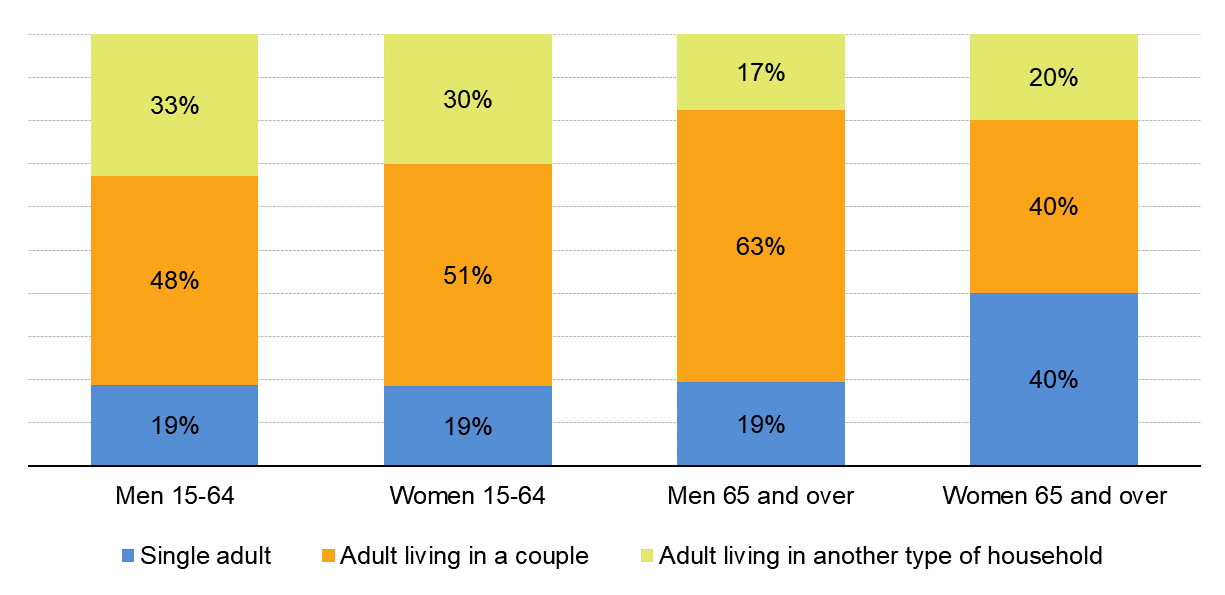 33% 30% 17% 20%
48% 51% 63% 40%
19% 19% 19% 40%
Men 15-64 Women 15-64 Men 65 and over Women 65 and over
Single adult Adult living in a couple Adult living in another type of household